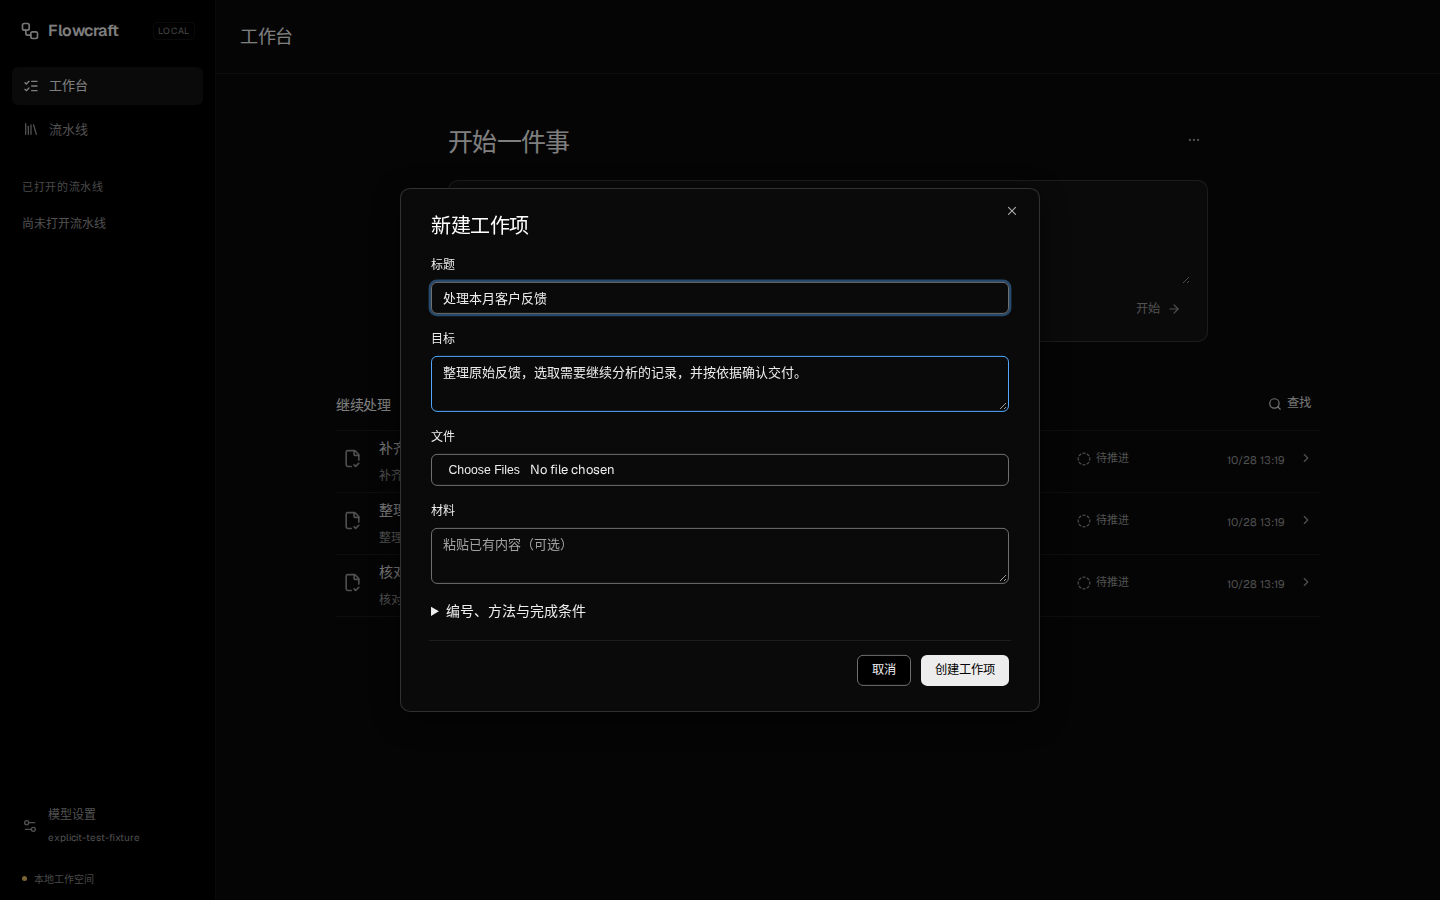 Flowcraft
LOCAL
工作台
流水线
已打开的流水线
尚未打开流水线
模型设置
explicit-test-fixture
本地工作空间
工作台
开始一件事
开始
继续处理
查找
补齐
补齐
待推进
10/28 13:19
整理
整理
待推进
10/28 13:19
核对
核对
待推进
10/28 13:19
新建工作项
标题
处理本月客户反馈
目标
整理原始反馈，选取需要继续分析的记录，并按依据确认交付。
文件
Choose Files No file chosen
材料
粘贴已有内容（可选）
编号、方法与完成条件
取消
创建工作项